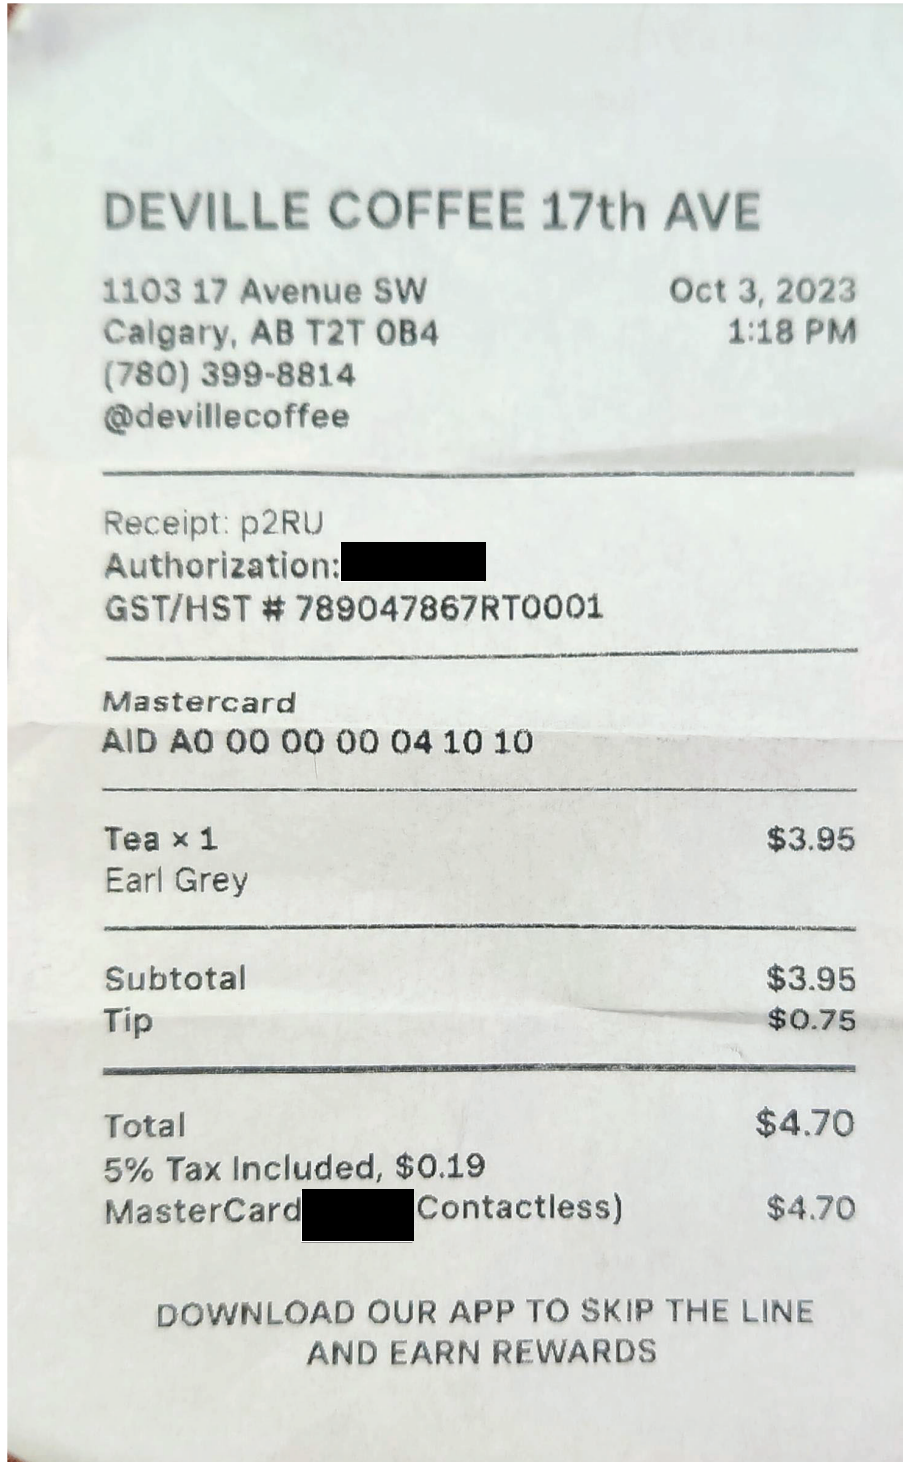 DEVILLE COFFEE 17th AVE
1103 17 Avenue SW Oct 3, 2023
Calgary, AB T2T 0B4 1:18 PM
(780) 399-8814
@devillecoffee
Receipt: p2RU
Authorization:
GST/HST # 789047867RT0001
Mastercard
AID A0 00 00 00 04 10 10
Tea × 1 $3.95
Earl Grey
Subtotal $3.95
Tip $0.75
Total $4.70
5% Tax Included, $0.19
MasterCard Contactless) $4.70
DOWNLOAD OUR APP TO SKIP THE LINE
AND EARN REWARDS